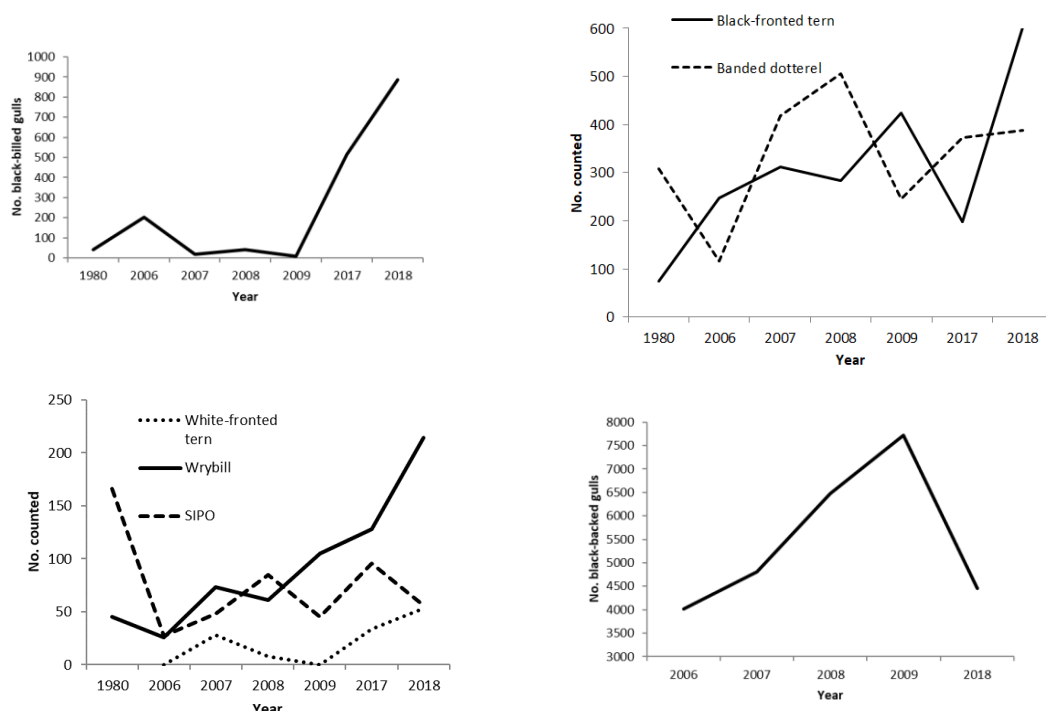 1000
900
800
700
600
500
400
300
200
100
0
No. black-billed gulls
1980 2006 2007 2008 2009 2017 2018
Year
Black-fronted tern
Banded dotterel
600
500
400
300
200
100
0
No. counted
1980 2006 2007 2008 2009 2017 2018
Year
250
200
150
100
50
0
No. counted
White-fronted
tern
Wrybill
SIPO
1980 2006 2007 2008 2009 2017 2018
Year
8000
7500
7000
6500
6000
5500
5000
4500
4000
3500
3000
No. black-backed gulls
2006 2007 2008 2009 2018
Year